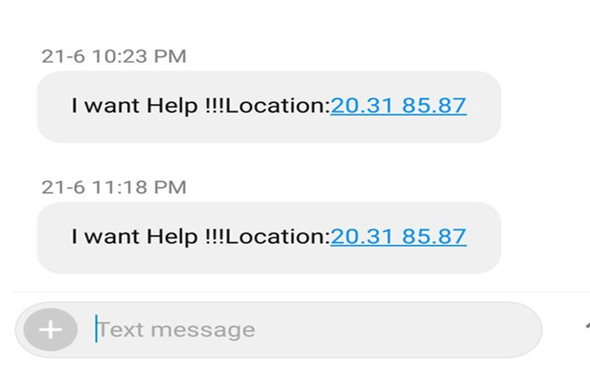 21-6 10:23 PM
I want Help !!!Location:20.31 85.87
21-6 11:18 PM
I want Help !!!Location:20.31 85.87
Text message